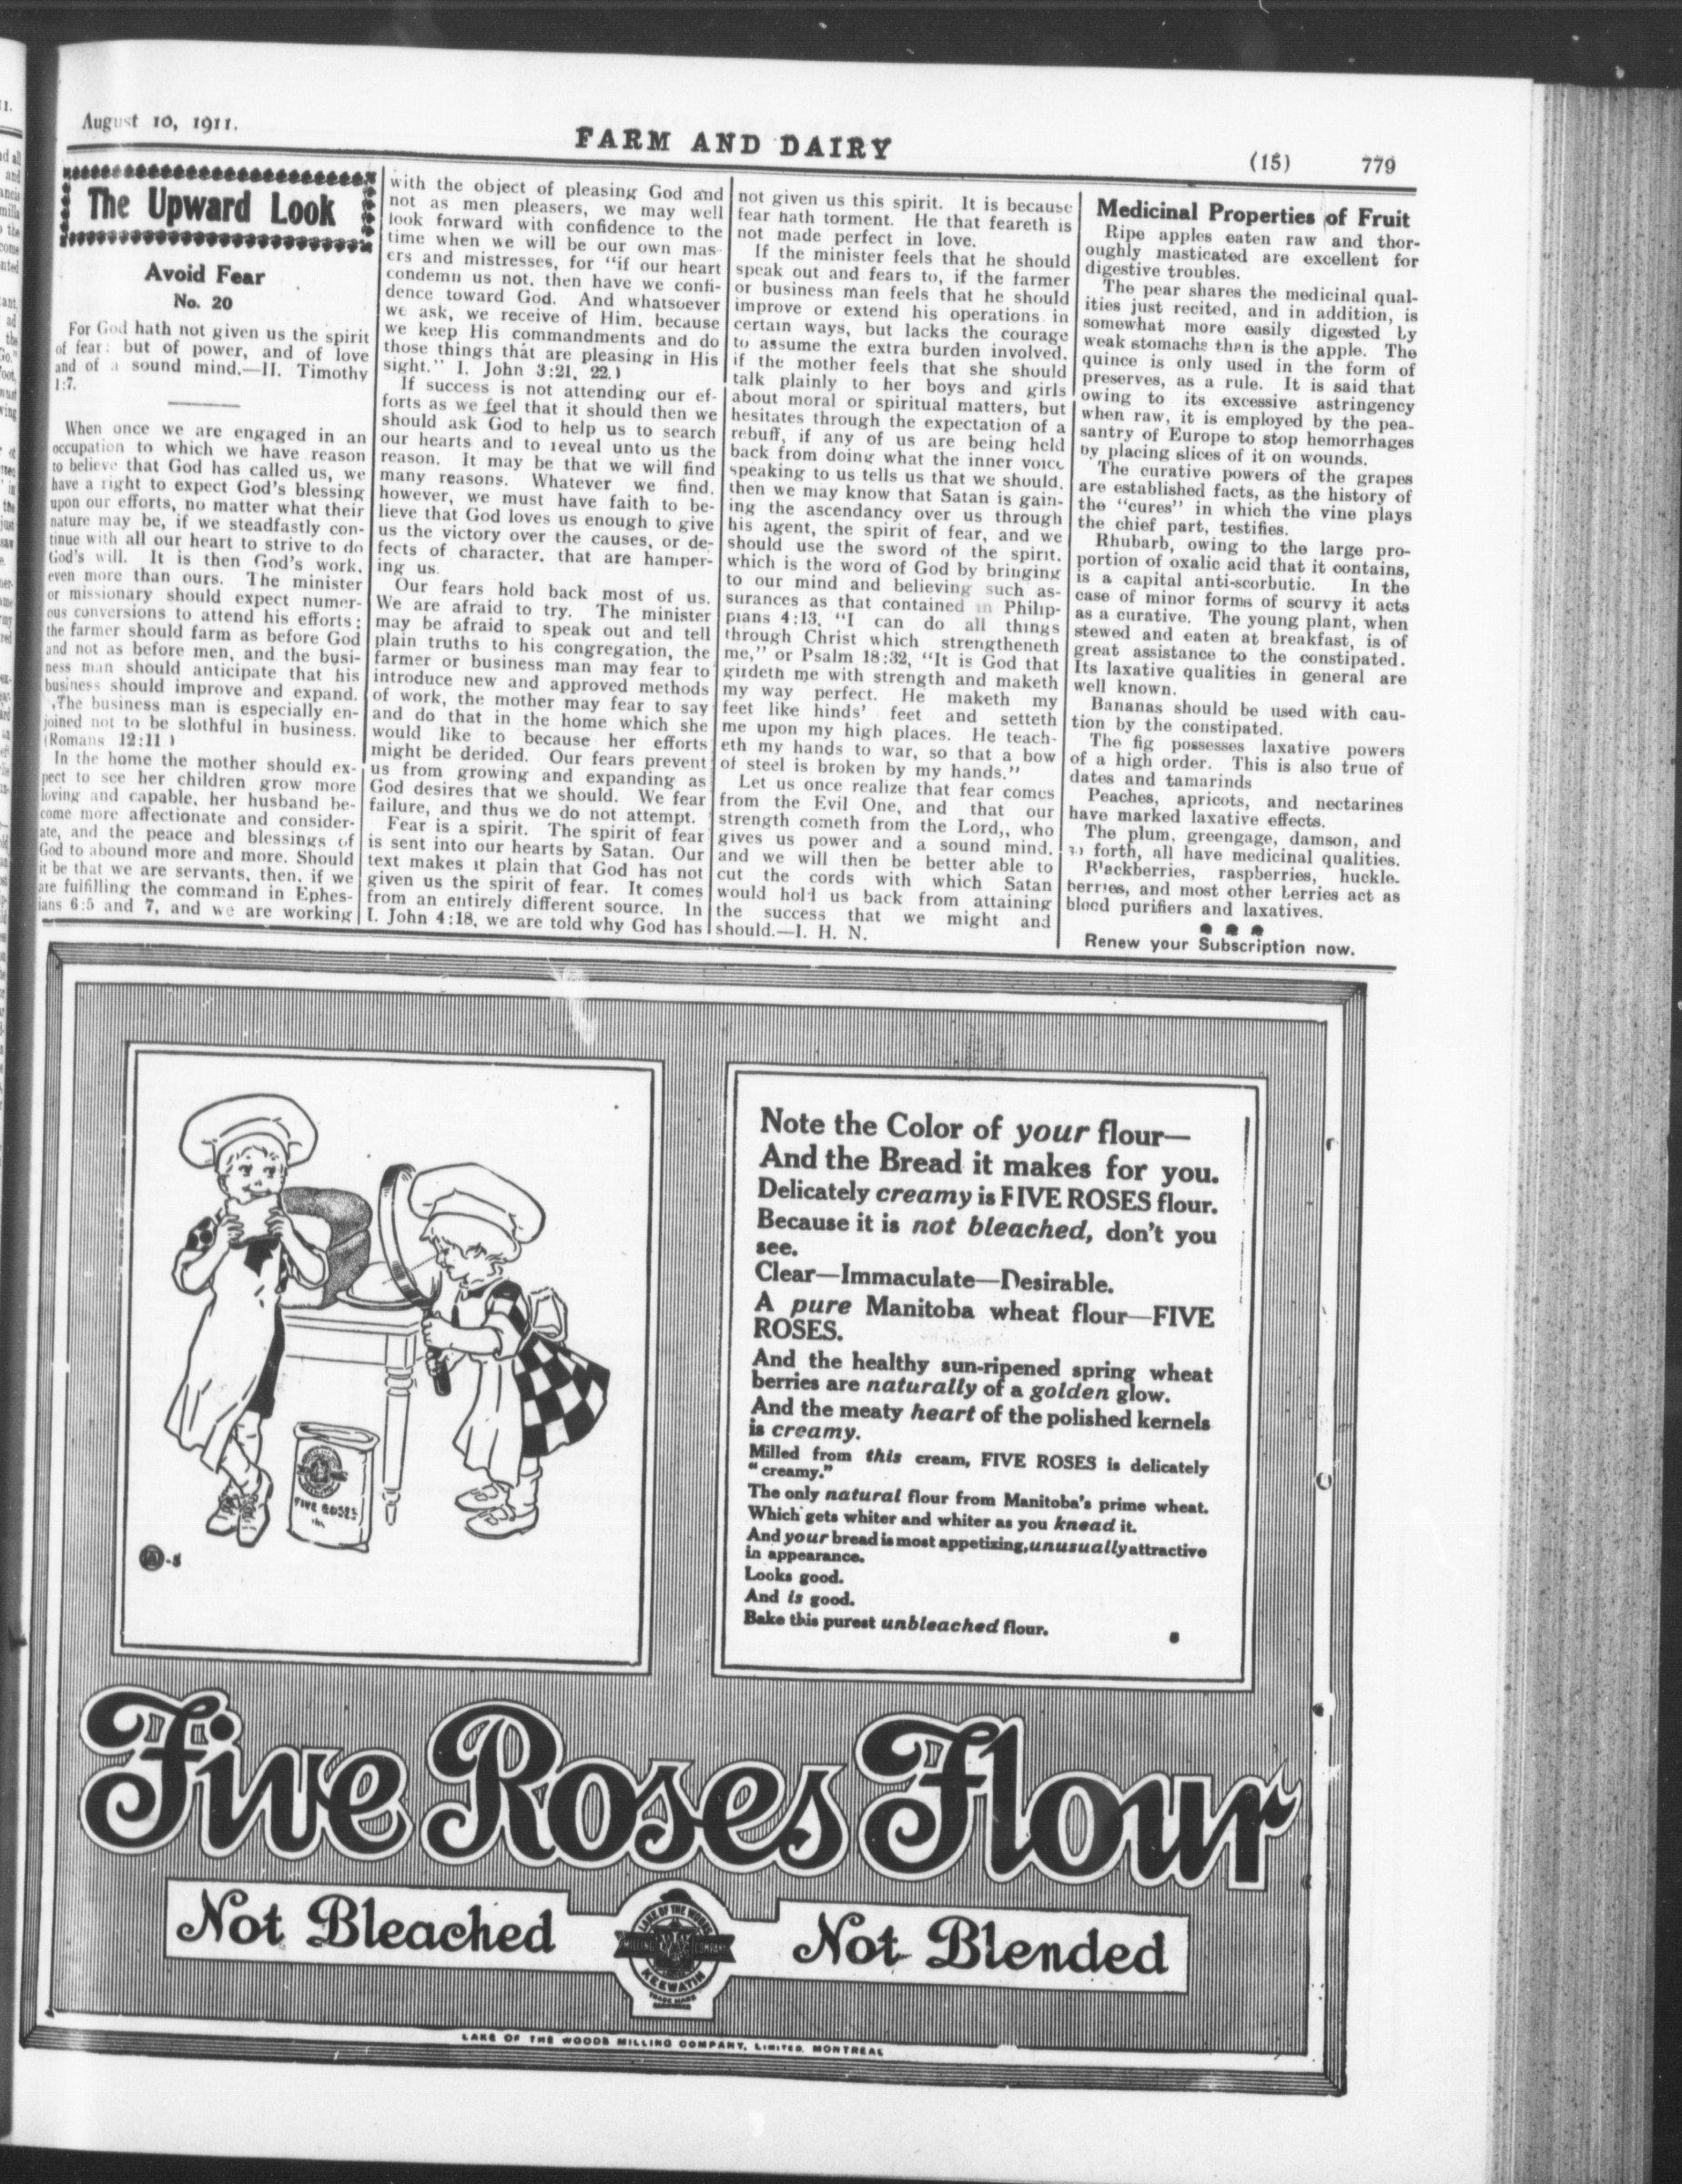 August 10, 1911.
FARM AND DAIRY
(15) 779
The Upward Look
Avoid Fear
No. 20
For God hath not given us the spirit
of fear: but of power, and of love
and of a sound mind.—II. Timothy
1:7.
When once we are engaged in an
occupation to which we have reason
to believe that God has called us, we
have a right to expect God's blessing
upon our efforts, no matter what their
nature may be, if we steadfastly con-
tinue with all our heart to strive to do
God's will. It is then God's work,
even more than ours. The minister
or missionary should expect numer-
ous conversions to attend his efforts;
the farmer should farm as before God
and not as before men, and the busi-
ness man should anticipate that his
business should improve and expand.
The business man is especially en-
joined not to be slothful in business.
(Romans 12:11)
In the home the mother should ex-
pect to see her children grow more
loving and capable, her husband be-
come more affectionate and consider-
ate, and the peace and blessings of
God to abound more and more. Should
it be that we are servants, then, if we
are fulfilling the command in Ephes-
ians 6:5 and 7, and we are working
with the object of pleasing God and
not as men pleasers, we may well
look forward with confidence to the
time when we will be our own mas-
ers and mistresses, for "if our heart
condemn us not, then have we confi-
dence toward God. And whatsoever
we ask, we receive of Him, because
we keep His commandments and do
those things that are pleasing in His
sight." I. John 3:21, 22.)
If success is not attending our ef-
forts as we feel that it should then we
should ask God to help us to search
our hearts and to reveal unto us the
reason. It may be that we will find
many reasons. Whatever we find,
however, we must have faith to be-
lieve that God loves us enough to give
us the victory over the causes, or de-
fects of character, that are hamper-
ing us.
Our fears hold back most of us.
We are afraid to try. The minister
may be afraid to speak out and tell
plain truths to his congregation, the
farmer or business man may fear to
introduce new and approved methods
of work, the mother may fear to say
and do that in the home which she
would like to because her efforts
might be derided. Our fears prevent
us from growing and expanding as
God desires that we should. We fear
failure, and thus we do not attempt.
Fear is a spirit. The spirit of fear
is sent into our hearts by Satan. Our
text makes it plain that God has not
given us the spirit of fear. It comes
from an entirely different source. In
I. John 4:18, we are told why God has
not given us this spirit. It is because
fear hath torment. He that feareth is
not made perfect in love.
If the minister feels that he should
speak out and fears to, if the farmer
or business man feels that he should
improve or extend his operations in
certain ways, but lacks the courage
to assume the extra burden involved,
if the mother feels that she should
talk plainly to her boys and girls
about moral or spiritual matters, but
hesitates through the expectation of a
rebuff, if any of us are being held
back from doing what the inner voice
speaking to us tells us that we should,
then we may know that Satan is gain-
ing the ascendancy over us through
his agent, the spirit of fear, and we
should use the sword of the spirit,
which is the word of God by bringing
to our mind and believing such as-
surances as that contained in Philip-
pians 4:13, "I can do all things
through Christ which strengtheneth
me," or Psalm 18:32, "It is God that
girdeth me with strength and maketh
my way perfect. He maketh my
feet like hinds' feet and setteth
me upon my high places. He teach-
eth my hands to war, so that a bow
of steel is broken by my hands."
Let us once realize that fear comes
from the Evil One, and that our
strength cometh from the Lord,, who
gives us power and a sound mind,
and we will then be better able to
cut the cords with which Satan
would hold us back from attaining
the success that we might and
should.—I. H. N.
Medicinal Properties of Fruit
Ripe apples eaten raw and thor-
oughly masticated are excellent for
digestive troubles.
The pear shares the medicinal qual-
ities just recited, and in addition, is
somewhat more easily digested by
weak stomachs than is the apple. The
quince is only used in the form of
preserves, as a rule. It is said that
owing to its excessive astringency
when raw, it is employed by the pea-
santry of Europe to stop hemorrhages
by placing slices of it on wounds.
The curative powers of the grapes
are established facts, as the history of
the "cures" in which the vine plays
the chief part, testifies.
Rhubarb, owing to the large pro-
portion of oxalic acid that it contains,
is a capital anti-scorbutic. In the
case of minor forms of scurvy it acts
as a curative. The young plant, when
stewed and eaten at breakfast, is of
great assistance to the constipated.
Its laxative qualities in general are
well known.
Bananas should be used with cau-
tion by the constipated.
The fig possesses laxative powers
of a high order. This is also true of
dates and tamarinds
Peaches, apricots, and nectarines
have marked laxative effects.
The plum, greengage, damson, and
so forth, all have medicinal qualities.
Blackberries, raspberries, huckle-
berries, and most other berries act as
blood purifiers and laxatives.
Renew your Subscription now.
FIVE ROSES
Note the Color of your flour—
And the Bread it makes for you.
Delicately creamy is FIVE ROSES flour.
Because it is not bleached, don't you
see.
Clear—Immaculate—Desirable.
A pure Manitoba wheat flour—FIVE
ROSES.
And the healthy sun-ripened spring wheat
berries are naturally of a golden glow.
And the meaty heart of the polished kernels
is creamy.
Milled from this cream, FIVE ROSES is delicately
"creamy."
The only natural flour from Manitoba's prime wheat.
Which gets whiter and whiter as you knead it.
And your bread is most appetizing, unusually attractive
in appearance.
Looks good.
And is good.
Bake this purest unbleached flour.
Five Roses Flour
Not Bleached
LAKE OF THE WOODS
MILLING COMPANY
KEEWATIN
TRADE MARK
Not Blended
LAKE OF THE WOODS MILLING COMPANY, LIMITED, MONTREAL